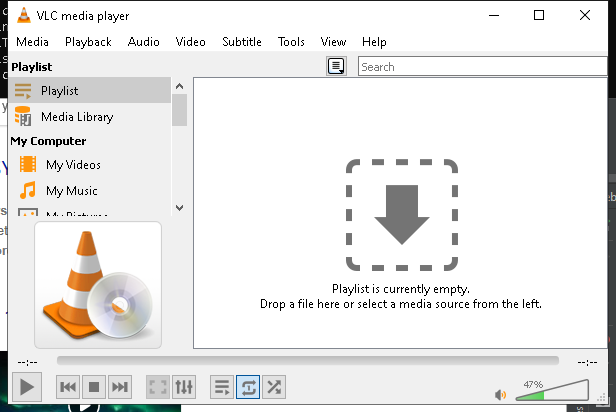 VLC media player
Media Playback Audio Video Subtitle Tools View Help
Playlist
Search
Playlist
Media Library
My Computer
My Videos
My Music
My Pictures
Playlist is currently empty.
Drop a file here or select a media source from the left.
--:-- --:--
47%